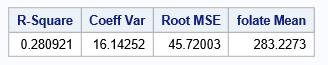 R-Square Coeff Var Root MSE folate Mean
0.280921 16.14252 45.72003 283.2273